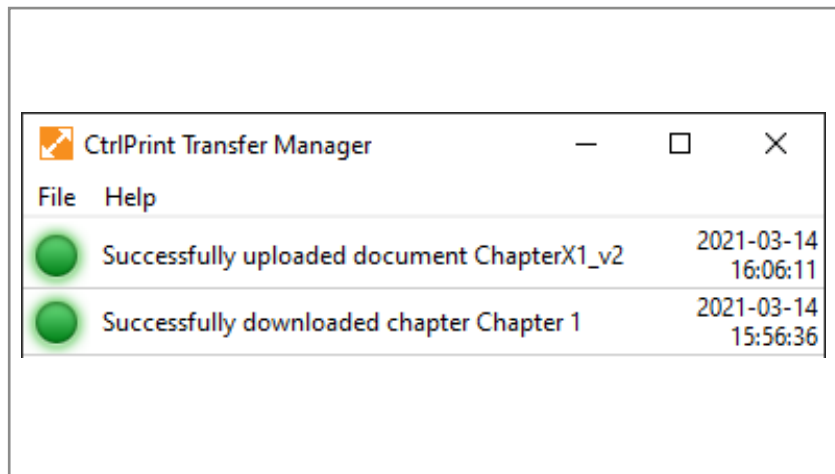 CtrlPrint Transfer Manager
File Help
Successfully uploaded document ChapterX1_v2
2021-03-14
16:06:11
Successfully downloaded chapter Chapter 1
2021-03-14
15:56:36